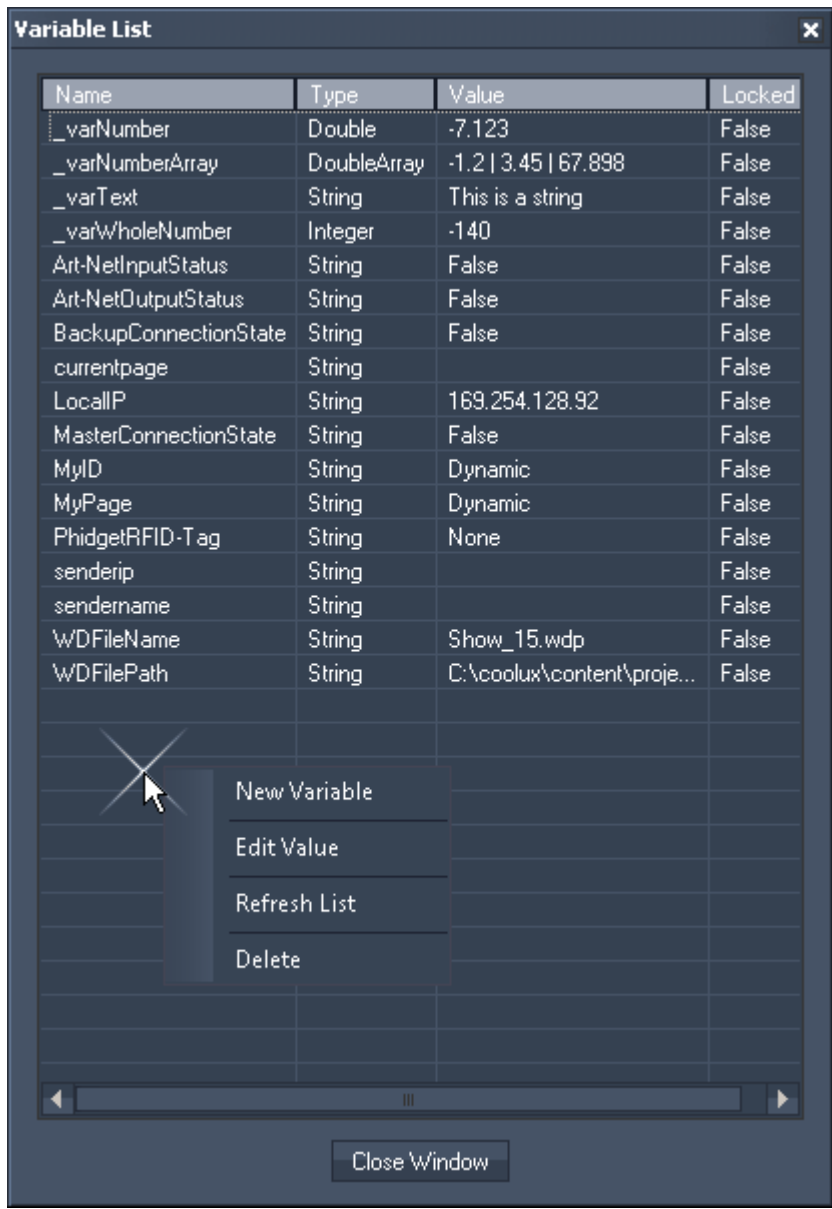 Variable List
Name Type Value Locked
_varNumber Double -7.123 False
_varNumberArray DoubleArray -1.2 | 3.45 | 67.898 False
_varText String This is a string False
_varWholeNumber Integer -140 False
Art-NetInputStatus String False False
Art-NetOutputStatus String False False
BackupConnectionState String False False
currentpage String False
LocalIP String 169.254.128.92 False
MasterConnectionState String False False
MyID String Dynamic False
MyPage String Dynamic False
PhidgetRFID-Tag String None False
senderip String False
sendername String False
WDFileName String Show_15.wdp False
WDFilePath String C:\coolux\content\proje... False
New Variable
Edit Value
Refresh List
Delete
Close Window